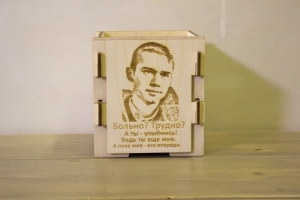 Больно? Трудно?
А ты - улыбнись!
Ведь ты еще жив.
А пока жив - все впереди.